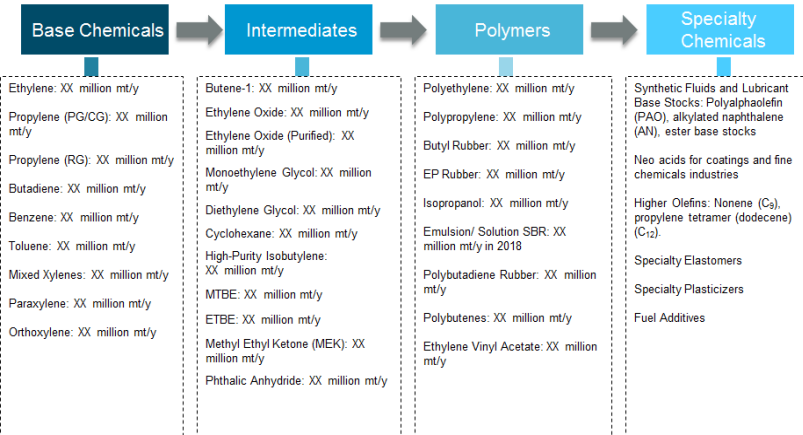 Base Chemicals
Intermediates
Polymers
Specialty
Chemicals
Ethylene: XX million mt/y
Propylene (PG/CG): XX million
mt/y
Propylene (RG): XX million mt/y
Butadiene: XX million mt/y
Benzene: XX million mt/y
Toluene: XX million mt/y
Mixed Xylenes: XX million mt/y
Paraxylene: XX million mt/y
Orthoxylene: XX million mt/y
Butene-1: XX million mt/y
Ethylene Oxide: XX million mt/y
Ethylene Oxide (Purified): XX
million mt/y
Monoethylene Glycol: XX million
mt/y
Diethylene Glycol: XX million mt/y
Cyclohexane: XX million mt/y
High-Purity Isobutylene:
XX million mt/y
MTBE: XX million mt/y
ETBE: XX million mt/y
Methyl Ethyl Ketone (MEK): XX
million mt/y
Phthalic Anhydride: XX million mt/y
Polyethylene: XX million mt/y
Polypropylene: XX million mt/y
Butyl Rubber: XX million mt/y
EP Rubber: XX million mt/y
Isopropanol: XX million mt/y
Emulsion/ Solution SBR: XX
million mt/y in 2018
Polybutadiene Rubber: XX million
mt/y
Polybutenes: XX million mt/y
Ethylene Vinyl Acetate: XX million
mt/y
Synthetic Fluids and Lubricant
Base Stocks: Polyalphaolefin
(PAO), alkylated naphthalene
(AN), ester base stocks
Neo acids for coatings and fine
chemicals industries
Higher Olefins: Nonene (C₉),
propylene tetramer (dodecene)
(C₁₂).
Specialty Elastomers
Specialty Plasticizers
Fuel Additives